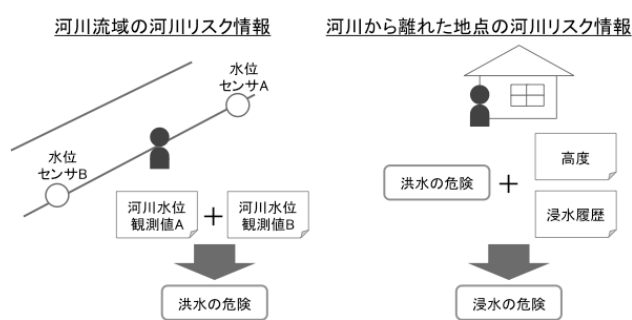 河川流域の河川リスク情報
水位
センサA
水位
センサB
河川水位
観測値A
+
河川水位
観測値B
洪水の危険
河川から離れた地点の河川リスク情報
洪水の危険
+
高度
浸水履歴
浸水の危険